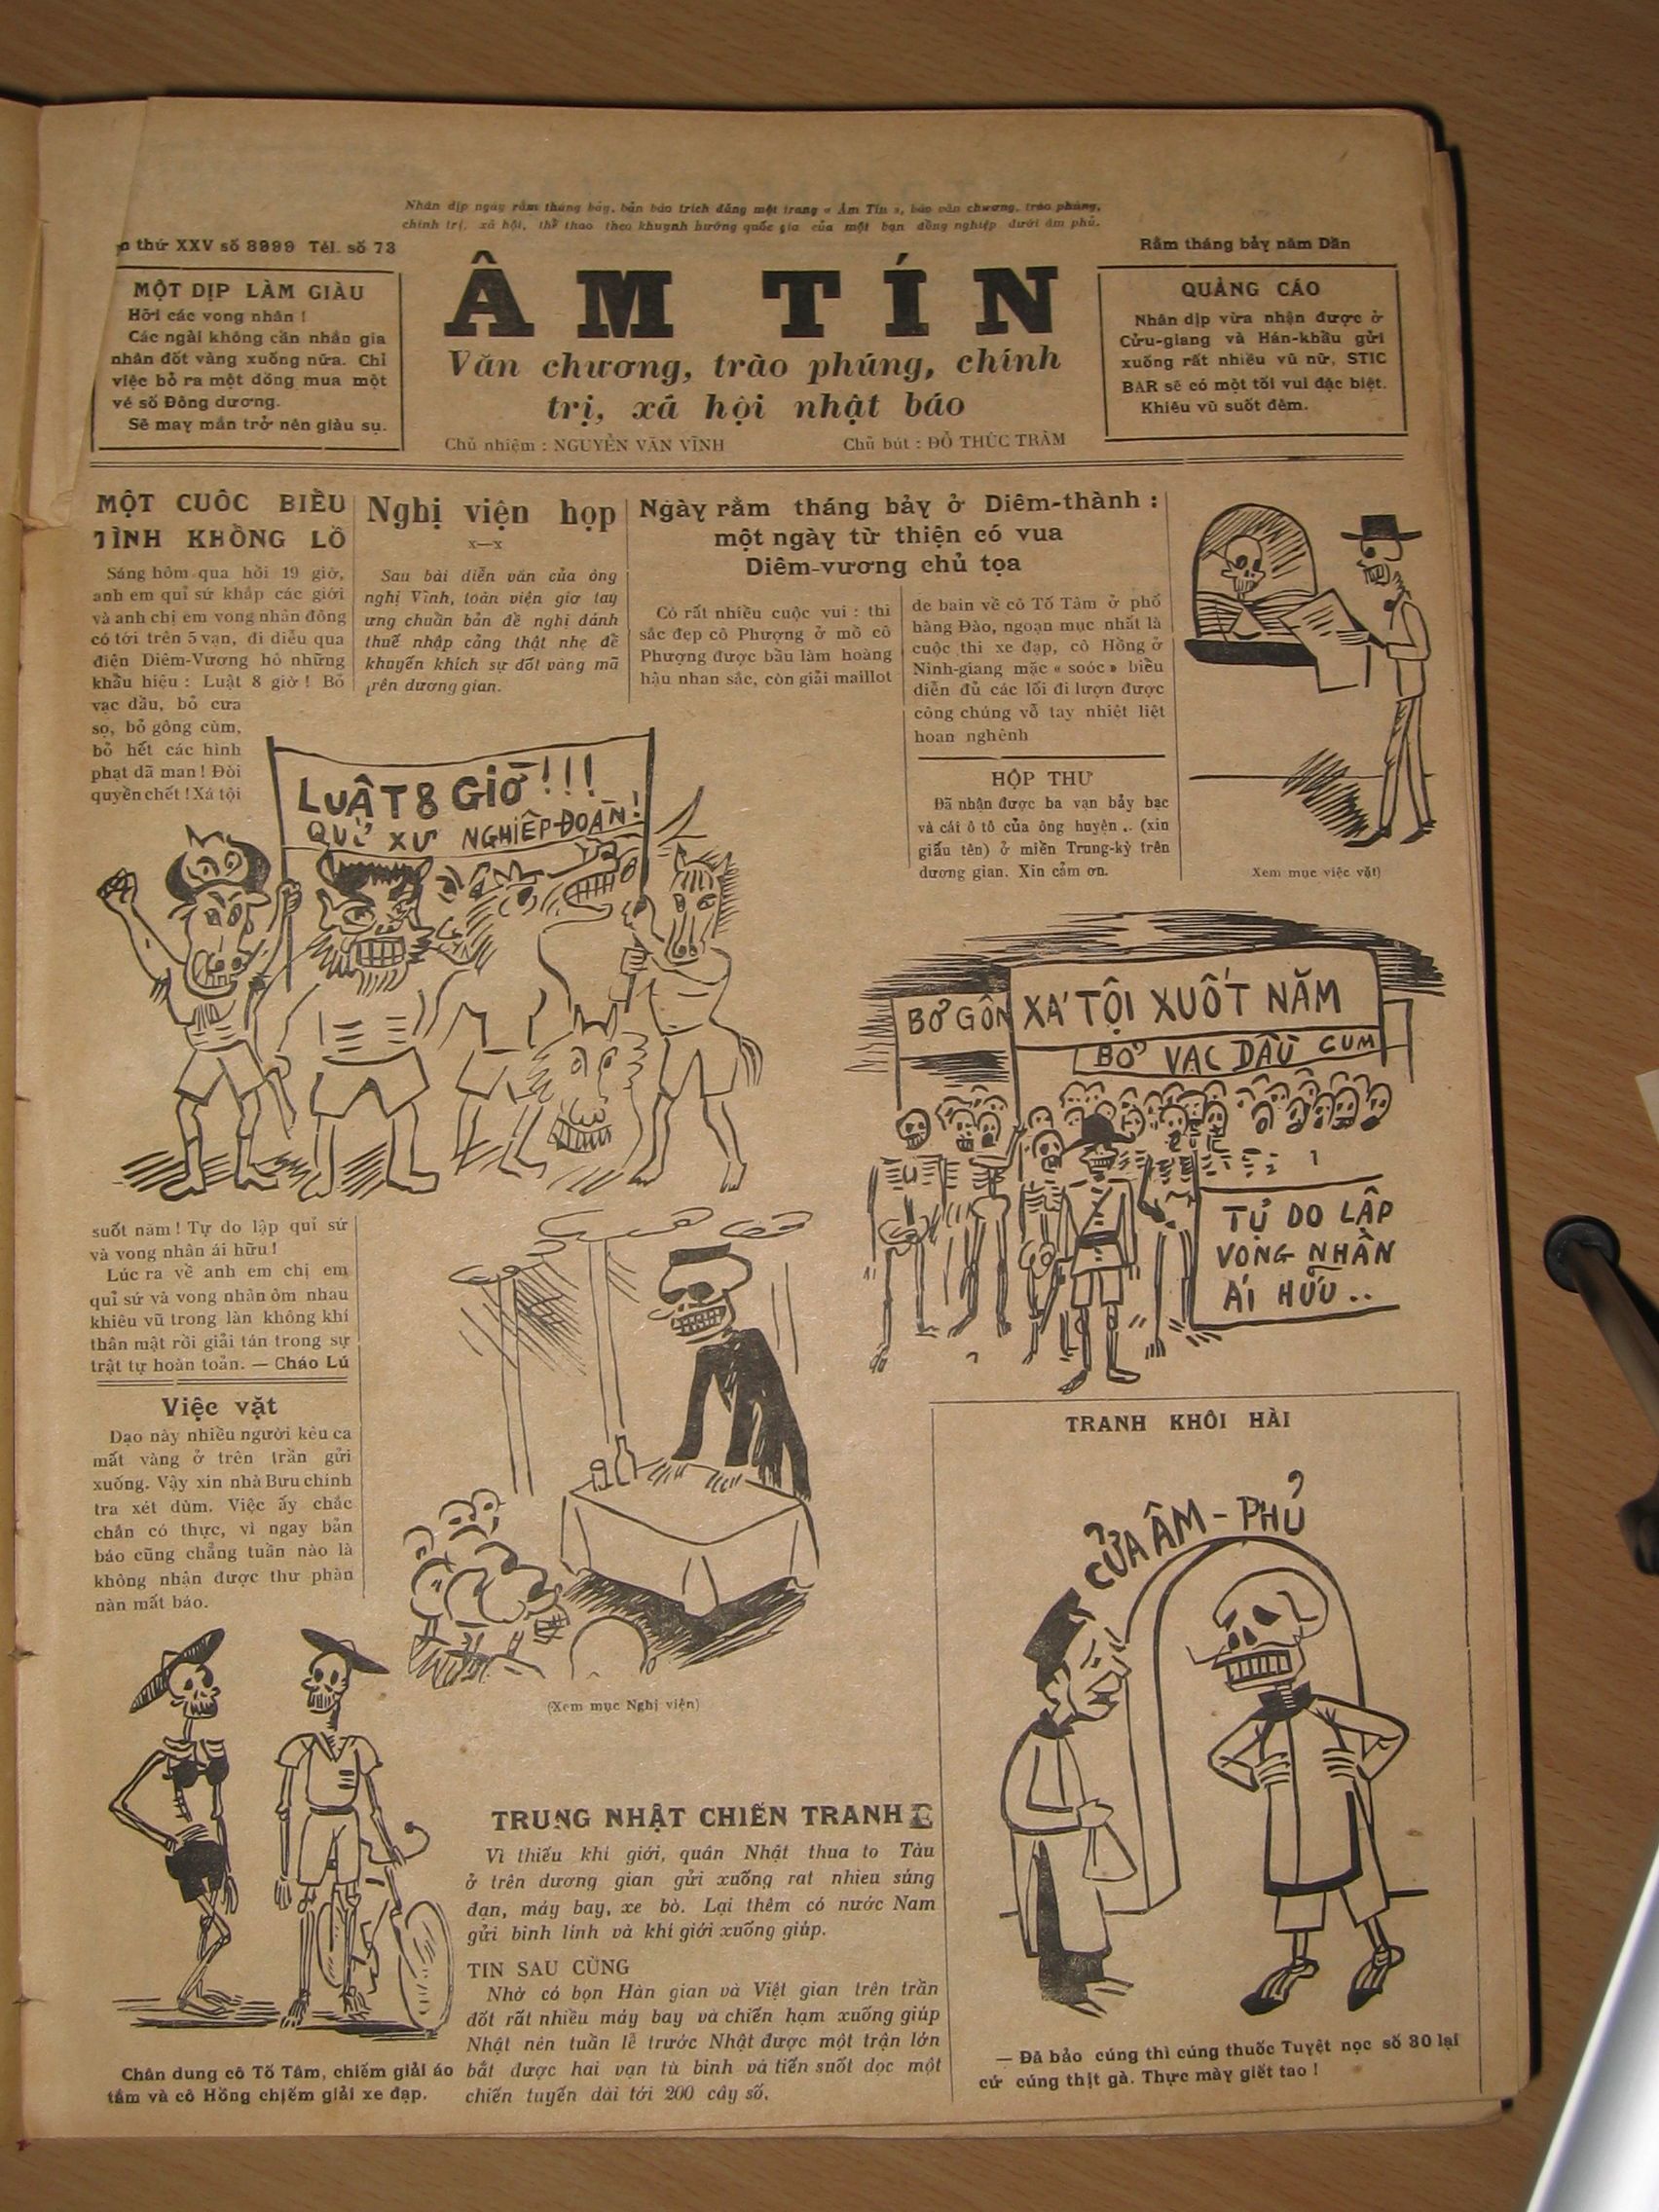 Nhân dịp ngày rằm tháng bảy, bản báo trích đăng một trang « Âm Tín », báo văn chương, trào phúng,
chính trị, xã hội, thể thao theo khuynh hướng quốc gia của một bạn đồng nghiệp dưới âm phủ.
thứ XXV số 8999 Tél. số 73
Rằm tháng bảy năm Dần
MỘT DỊP LÀM GIÀU
Hỡi các vong nhân !
Các ngài không cần nhân gia
nhân đốt vàng xuống nữa. Chỉ
việc bỏ ra một đồng mua một
vé số Đông dương.
Sẽ may mắn trở nên giàu sụ.
ÂM TÍN
Văn chương, trào phúng, chính
trị, xã hội nhật báo
Chủ nhiệm : NGUYỄN VĂN VĨNH
Chủ bút : ĐỖ THÚC TRÂM
QUẢNG CÁO
Nhân dịp vừa nhận được ở
Cửu-giang và Hán-khẩu gửi
xuống rất nhiều vũ nữ, STIC
BAR sẽ có một tối vui đặc biệt.
Khiêu vũ suốt đêm.
MỘT CUỘC BIỂU
TÌNH KHỔNG LỒ
Sáng hôm qua hồi 19 giờ,
anh em quỉ sứ khắp các giới
và anh chị em vong nhân đông
có tới trên 5 vạn, đi diễu qua
điện Diêm-Vương hô những
khẩu hiệu : Luật 8 giờ ! Bỏ
vạc dầu, bỏ cưa
sọ, bỏ gông cùm,
bỏ hết các hình
phạt dã man ! Đòi
quyền chết ! Xá tội
Nghị viện họp
x—x
Sau bài diễn văn của ông
nghị Vĩnh, toàn viện giơ tay
ưng chuẩn bản đề nghị đánh
thuế nhập cảng thật nhẹ để
khuyến khích sự đốt vàng mã
trên dương gian.
Ngày rằm tháng bảy ở Diêm-thành :
một ngày từ thiện có vua
Diêm-vương chủ tọa
Có rất nhiều cuộc vui : thi
sắc đẹp cô Phượng ở mồ cô
Phượng được bầu làm hoàng
hậu nhan sắc, còn giải maillot
de bain về cô Tố Tâm ở phố
hàng Đào, ngoạn mục nhất là
cuộc thi xe đạp, cô Hồng ở
Ninh-giang mặc « soóc » biểu
diễn đủ các lối đi lượn được
công chúng vỗ tay nhiệt liệt
hoan nghênh
HỘP THƯ
Đã nhận được ba vạn bảy bạc
và cái ô tô của ông huyện .. (xin
giấu tên) ở miền Trung-kỳ trên
dương gian. Xin cảm ơn.
Xem mục việc vặt)
LUẬT 8 GIỜ !!!
QUỈ XỨ NGHIỆP-ĐOÀN !
BỎ GÔN
XÁ TỘI XUỐT NĂM
BỎ VẠC DẦU CUM
TỰ DO LẬP
VONG NHÂN
ÁI HỮU ..
suốt năm ! Tự do lập quỉ sứ
và vong nhân ái hữu !
Lúc ra về anh em chị em
quỉ sứ và vong nhân ôm nhau
khiêu vũ trong làn không khí
thân mật rồi giải tán trong sự
trật tự hoàn toàn. — Cháo Lú
Việc vặt
Dạo này nhiều người kêu ca
mất vàng ở trên trần gửi
xuống. Vậy xin nhà Bưu chính
tra xét dùm. Việc ấy chắc
chắn có thực, vì ngay bản
báo cũng chẳng tuần nào là
không nhận được thư phàn
nàn mất báo.
(Xem mục Nghị viện)
Chân dung cô Tố Tâm, chiếm giải áo
tắm và cô Hồng chiếm giải xe đạp.
TRUNG NHẬT CHIẾN TRANH
Vì thiếu khí giới, quân Nhật thua to Tàu
ở trên dương gian gửi xuống rat nhieu súng
đạn, máy bay, xe bò. Lại thêm có nước Nam
gửi binh lính và khí giới xuống giúp.
TIN SAU CÙNG
Nhờ có bọn Hán gian và Việt gian trên trần
đốt rất nhiều máy bay và chiến hạm xuống giúp
Nhật nên tuần lễ trước Nhật được một trận lớn
bắt được hai vạn tù binh và tiến suốt dọc một
chiến tuyến dài tới 200 cây số.
TRANH KHÔI HÀI
CỬA ÂM - PHỦ
— Đã bảo cúng thì cúng thuốc Tuyệt nọc số 30 lại
cứ cúng thịt gà. Thực mày giết tao !